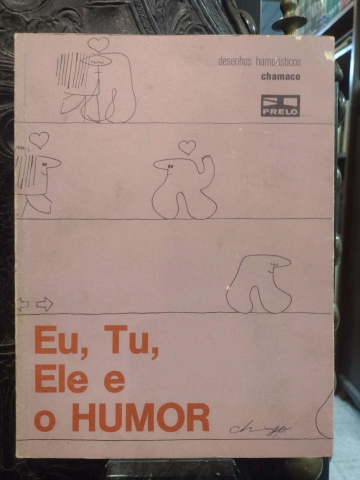 desenhos humorísticos
chamaco
PRELO
Eu, Tu,
Ele e
o HUMOR